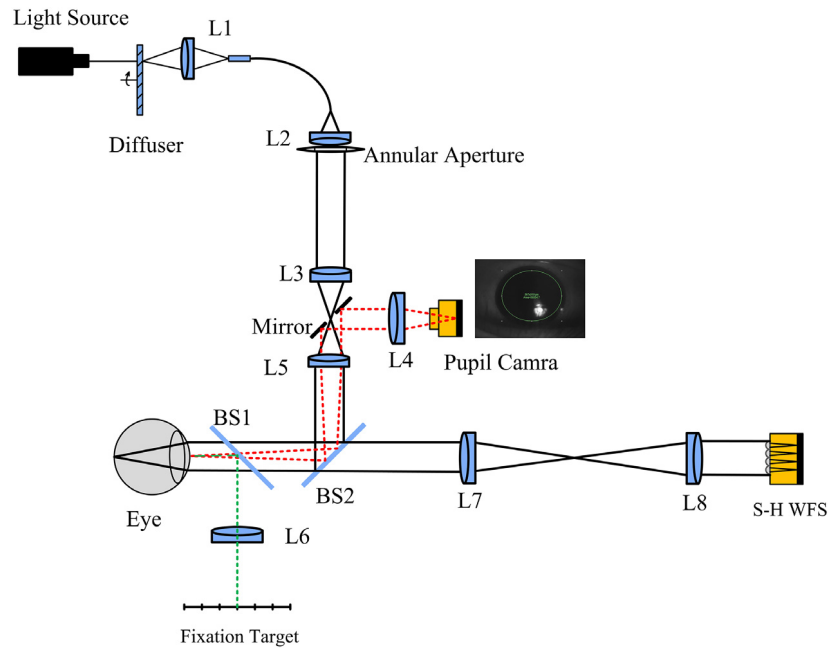 Light Source
L1
Diffuser
L2
Annular Aperture
L3
Mirror
L4
Pupil Camra
L5
BS1
BS2
Eye
L6
L7
L8
S-H WFS
Fixation Target